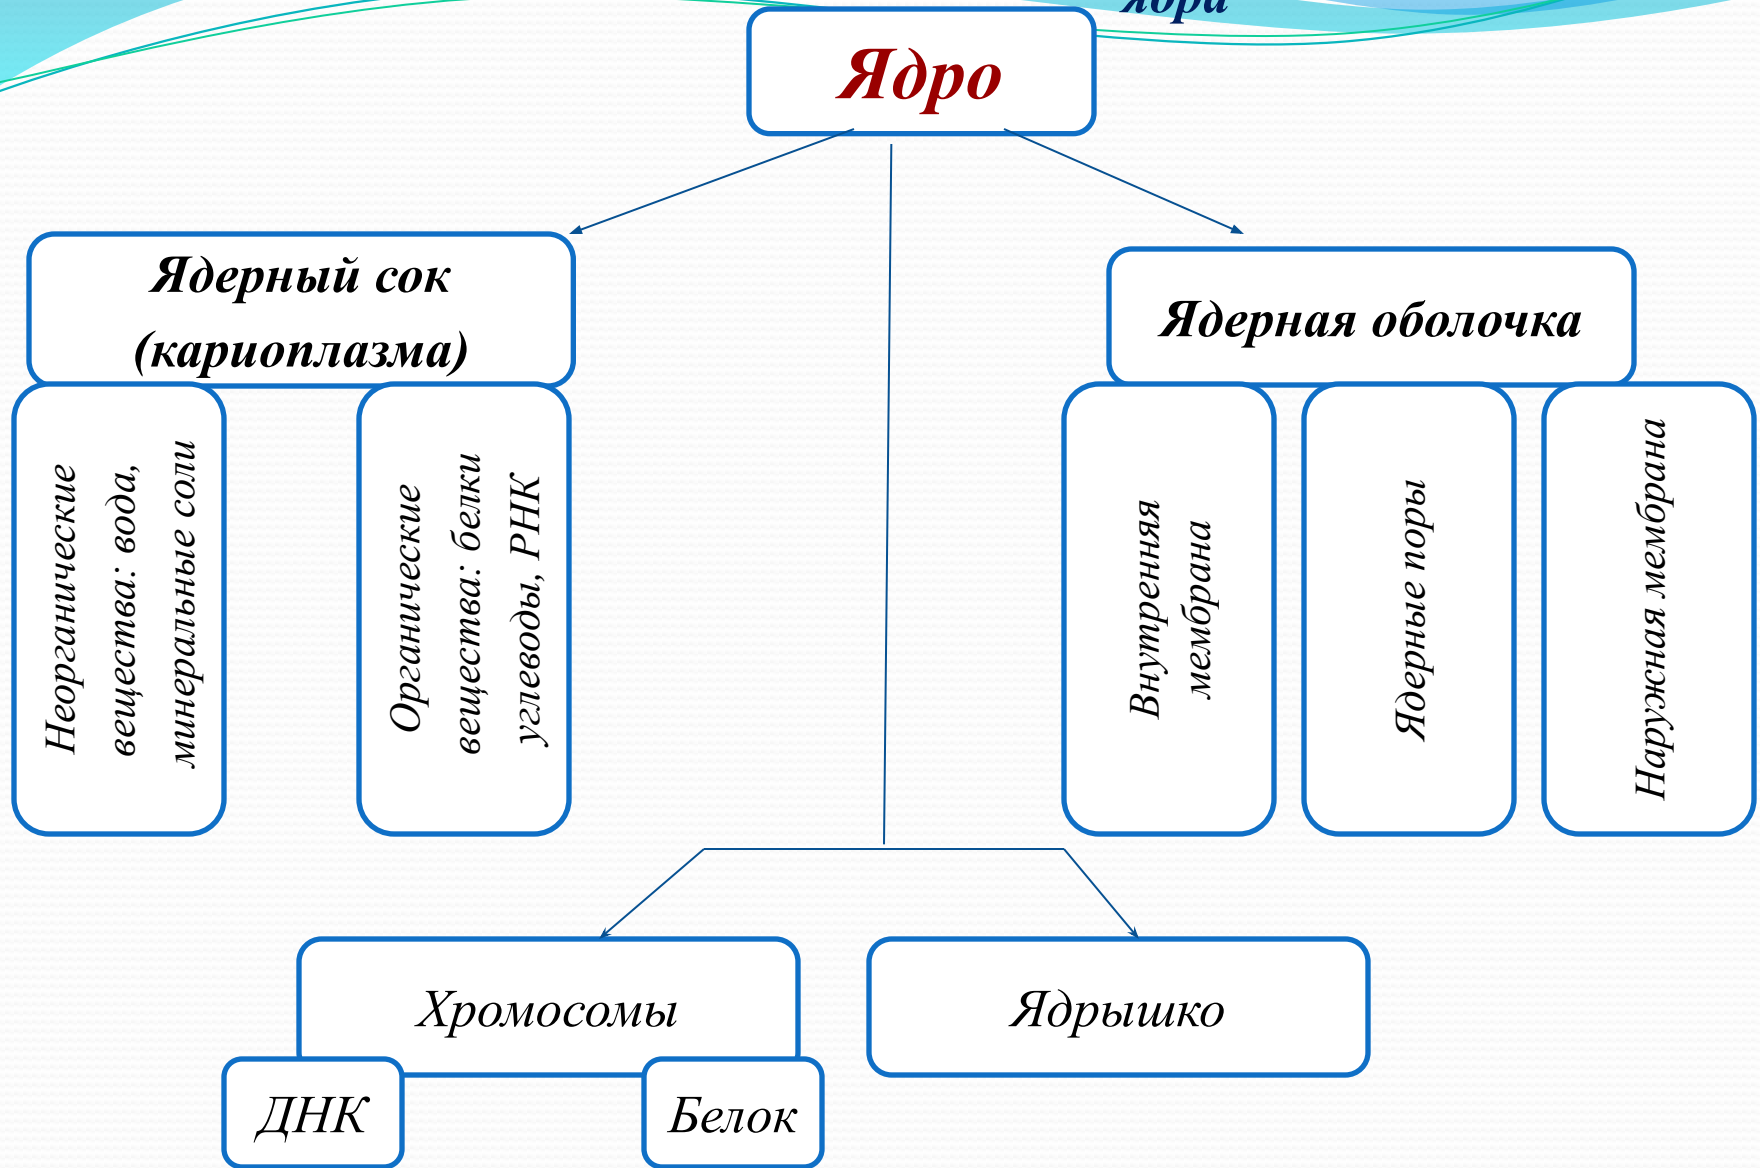 ядра
Ядро
Ядерный сок
(кариоплазма)
Ядерная оболочка
Неорганические
вещества: вода,
минеральные соли
Органические
вещества: белки
углеводы, РНК
Внутренняя
мембрана
Ядерные поры
Наружная мембрана
Хромосомы
Ядрышко
ДНК
Белок